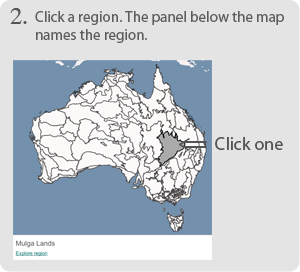 2. Click a region. The panel below the map
names the region.
Click one
Mulga Lands
Explore region